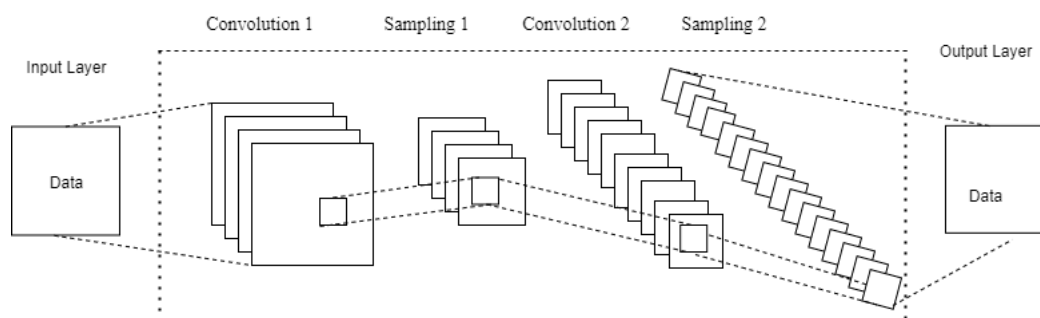 Convolution 1
Sampling 1
Convolution 2
Sampling 2
Input Layer
Output Layer
Data
Data